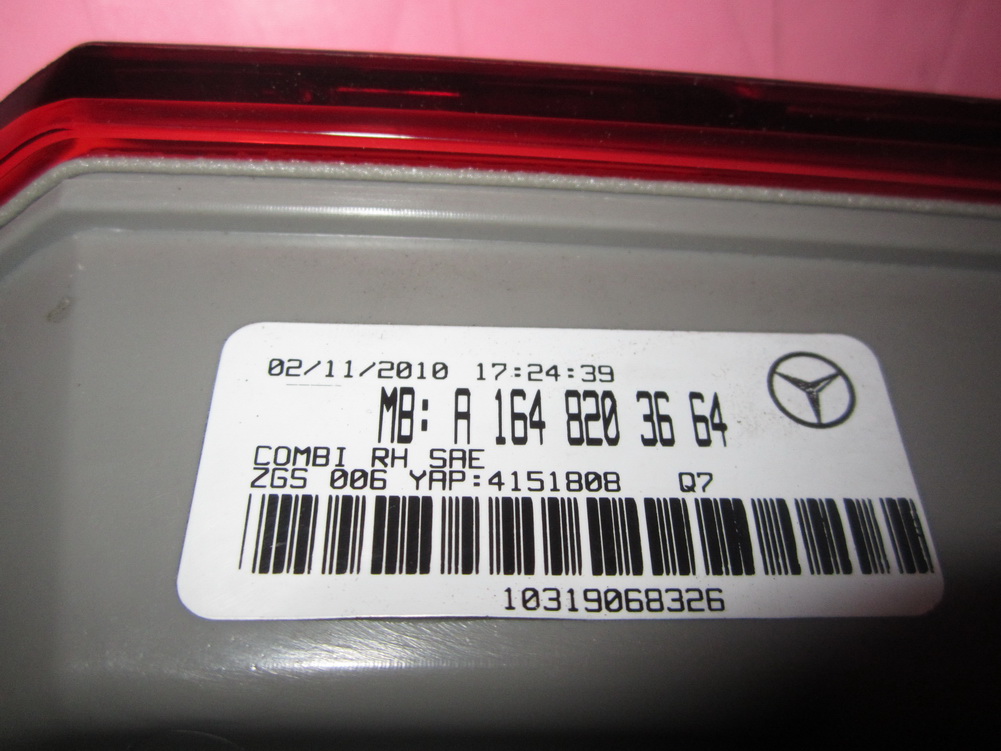 02/11/2010 17:24:39
MB: A 164 820 36 64
COMBI RH SAE
ZGS 006 YAP:4151808 Q7
10319068326